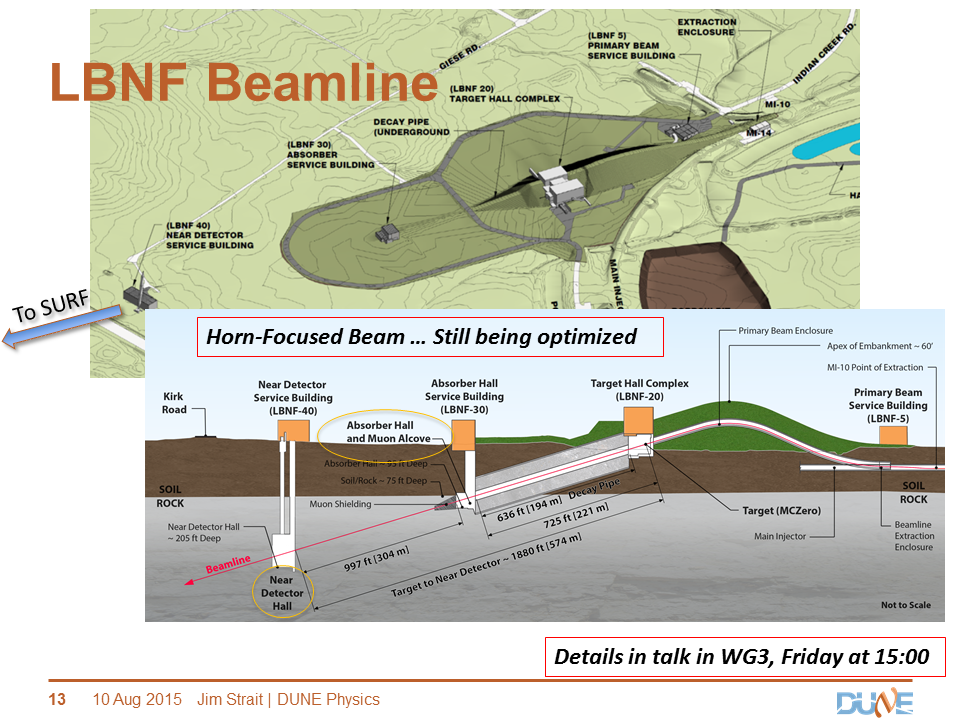 LBNF Beamline
EXTRACTION
ENCLOSURE
(LBNF 5)
PRIMARY BEAM
SERVICE BUILDING
INDIAN CREEK RD.
GIESE RD.
(LBNF 20)
TARGET HALL COMPLEX
MI-10
MI-14
DECAY PIPE
(UNDERGROUND
(LBNF 30)
ABSORBER
SERVICE BUILDING
HA
(LBNF 40)
NEAR DETECTOR
SERVICE BUILDING
MAIN INJEC
To SURF
Horn-Focused Beam … Still being optimized
Primary Beam Enclosure
Apex of Embankment ~ 60'
MI-10 Point of Extraction
Kirk
Road
Near Detector
Service Building
(LBNF-40)
Absorber Hall
Service Building
(LBNF-30)
Target Hall Complex
(LBNF-20)
Primary Beam
Service Building
(LBNF-5)
Absorber Hall
and Muon Alcove
Absorber Hall ~ 95 ft Deep
Soil/Rock ~ 75 ft Deep
Muon Shielding
SOIL
ROCK
SOIL
ROCK
636 ft [194 m] Decay Pipe
725 ft [221 m]
Target (MCZero)
Main Injector
Beamline
Extraction
Enclosure
Near Detector Hall
~ 205 ft Deep
997 ft [304 m]
Target to Near Detector ~ 1880 ft [574 m]
Beamline
Near
Detector
Hall
Not to Scale
Details in talk in WG3, Friday at 15:00
13 10 Aug 2015 Jim Strait | DUNE Physics
DUNE